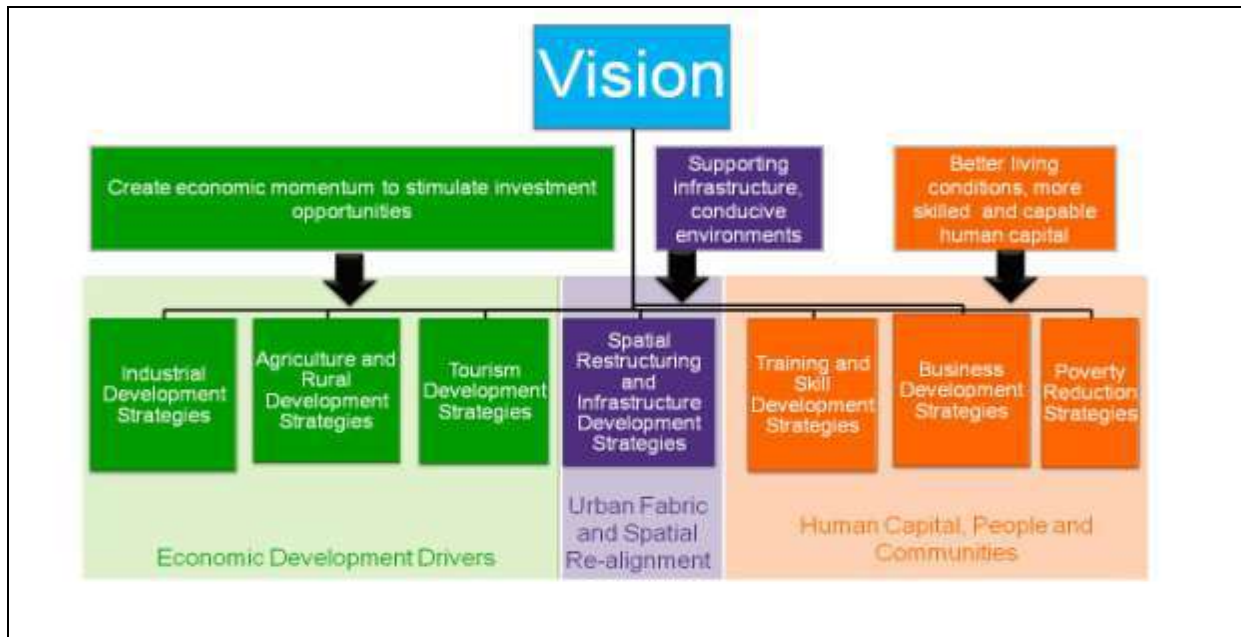 Vision
Create economic momentum to stimulate investment
opportunities
Supporting
infrastructure,
conducive
environments
Better living
conditions, more
skilled and capable
human capital
Industrial
Development
Strategies
Agriculture and
Rural
Development
Strategies
Tourism
Development
Strategies
Spatial
Restructuring
and
Infrastructure
Development
Strategies
Training and
Skill
Development
Strategies
Business
Development
Strategies
Poverty
Reduction
Strategies
Economic Development Drivers
Urban Fabric
and Spatial
Re-alignment
Human Capital, People and
Communities